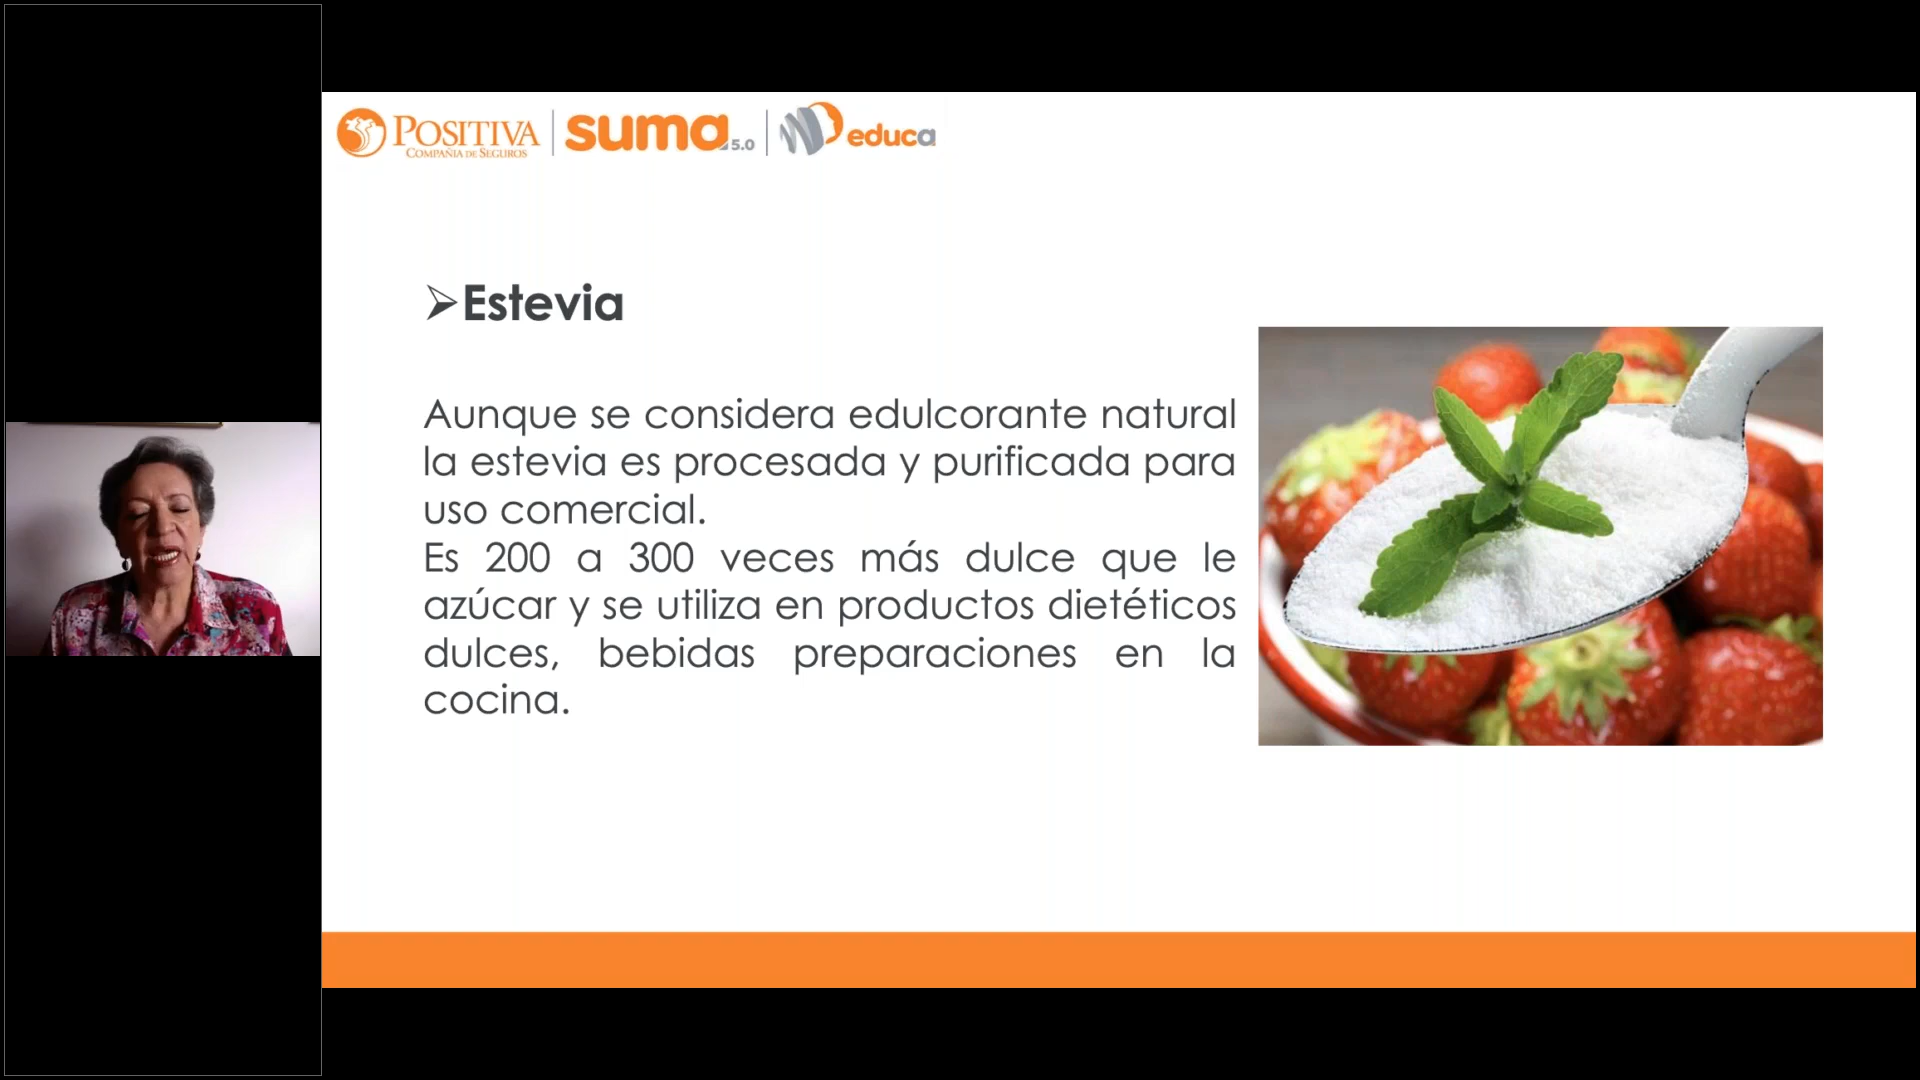 POSITIVA
COMPAÑIA DE SEGUROS
suma 5.0
educa
➢Estevia
Aunque se considera edulcorante natural
la estevia es procesada y purificada para
uso comercial.
Es 200 a 300 veces más dulce que le
azúcar y se utiliza en productos dietéticos
dulces, bebidas preparaciones en la
cocina.